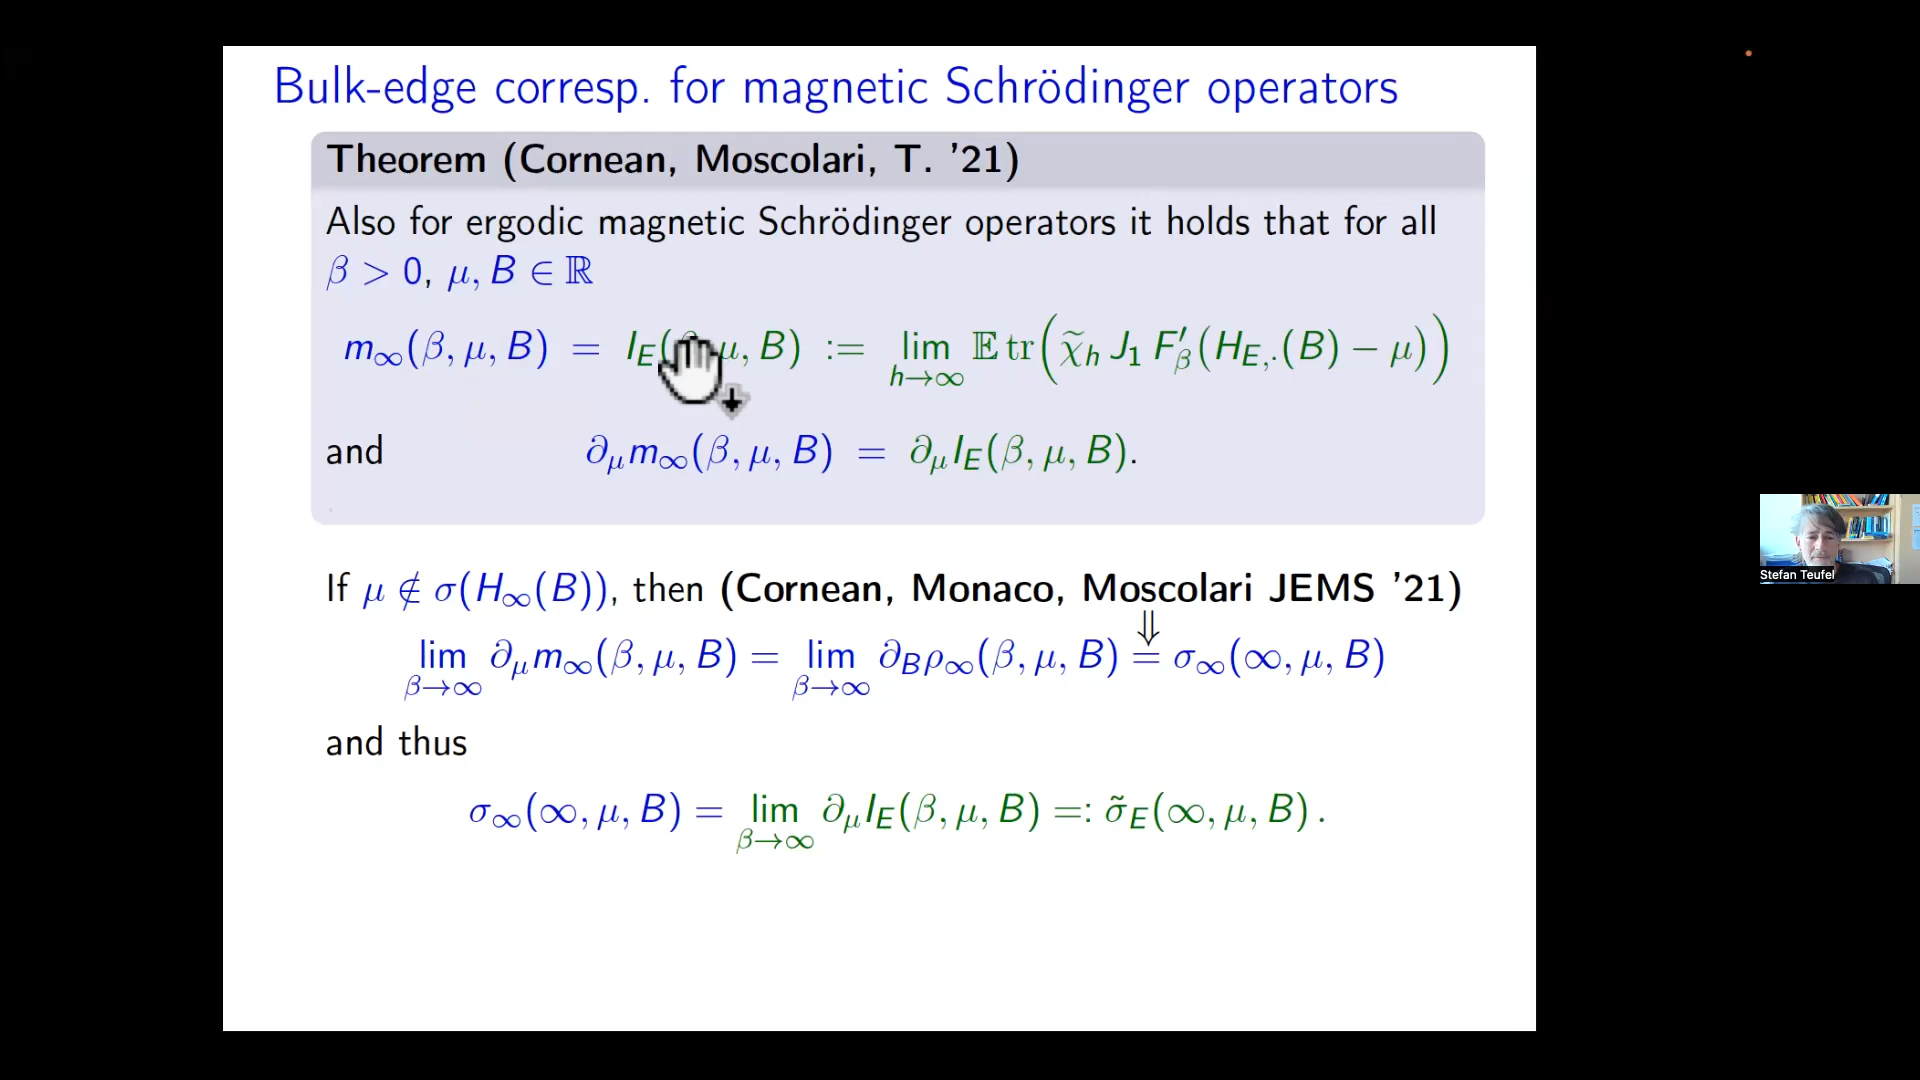 Bulk-edge corresp. for magnetic Schrödinger operators
Theorem (Cornean, Moscolari, T. '21)
Also for ergodic magnetic Schrödinger operators it holds that for all
β > 0, μ, B ∈ ℝ
m∞(β, μ, B) = I_E(β, μ, B) := lim_{h→∞} 𝔼 tr(χ̃_h J₁ F′_β(H_{E,·}(B) − μ))
and ∂_μ m∞(β, μ, B) = ∂_μ I_E(β, μ, B).
If μ ∉ σ(H∞(B)), then (Cornean, Monaco, Moscolari JEMS '21)
⇓
lim_{β→∞} ∂_μ m∞(β, μ, B) = lim_{β→∞} ∂_B ρ∞(β, μ, B) = σ∞(∞, μ, B)
and thus
σ∞(∞, μ, B) = lim_{β→∞} ∂_μ I_E(β, μ, B) =: σ̃_E(∞, μ, B) .
Stefan Teufel